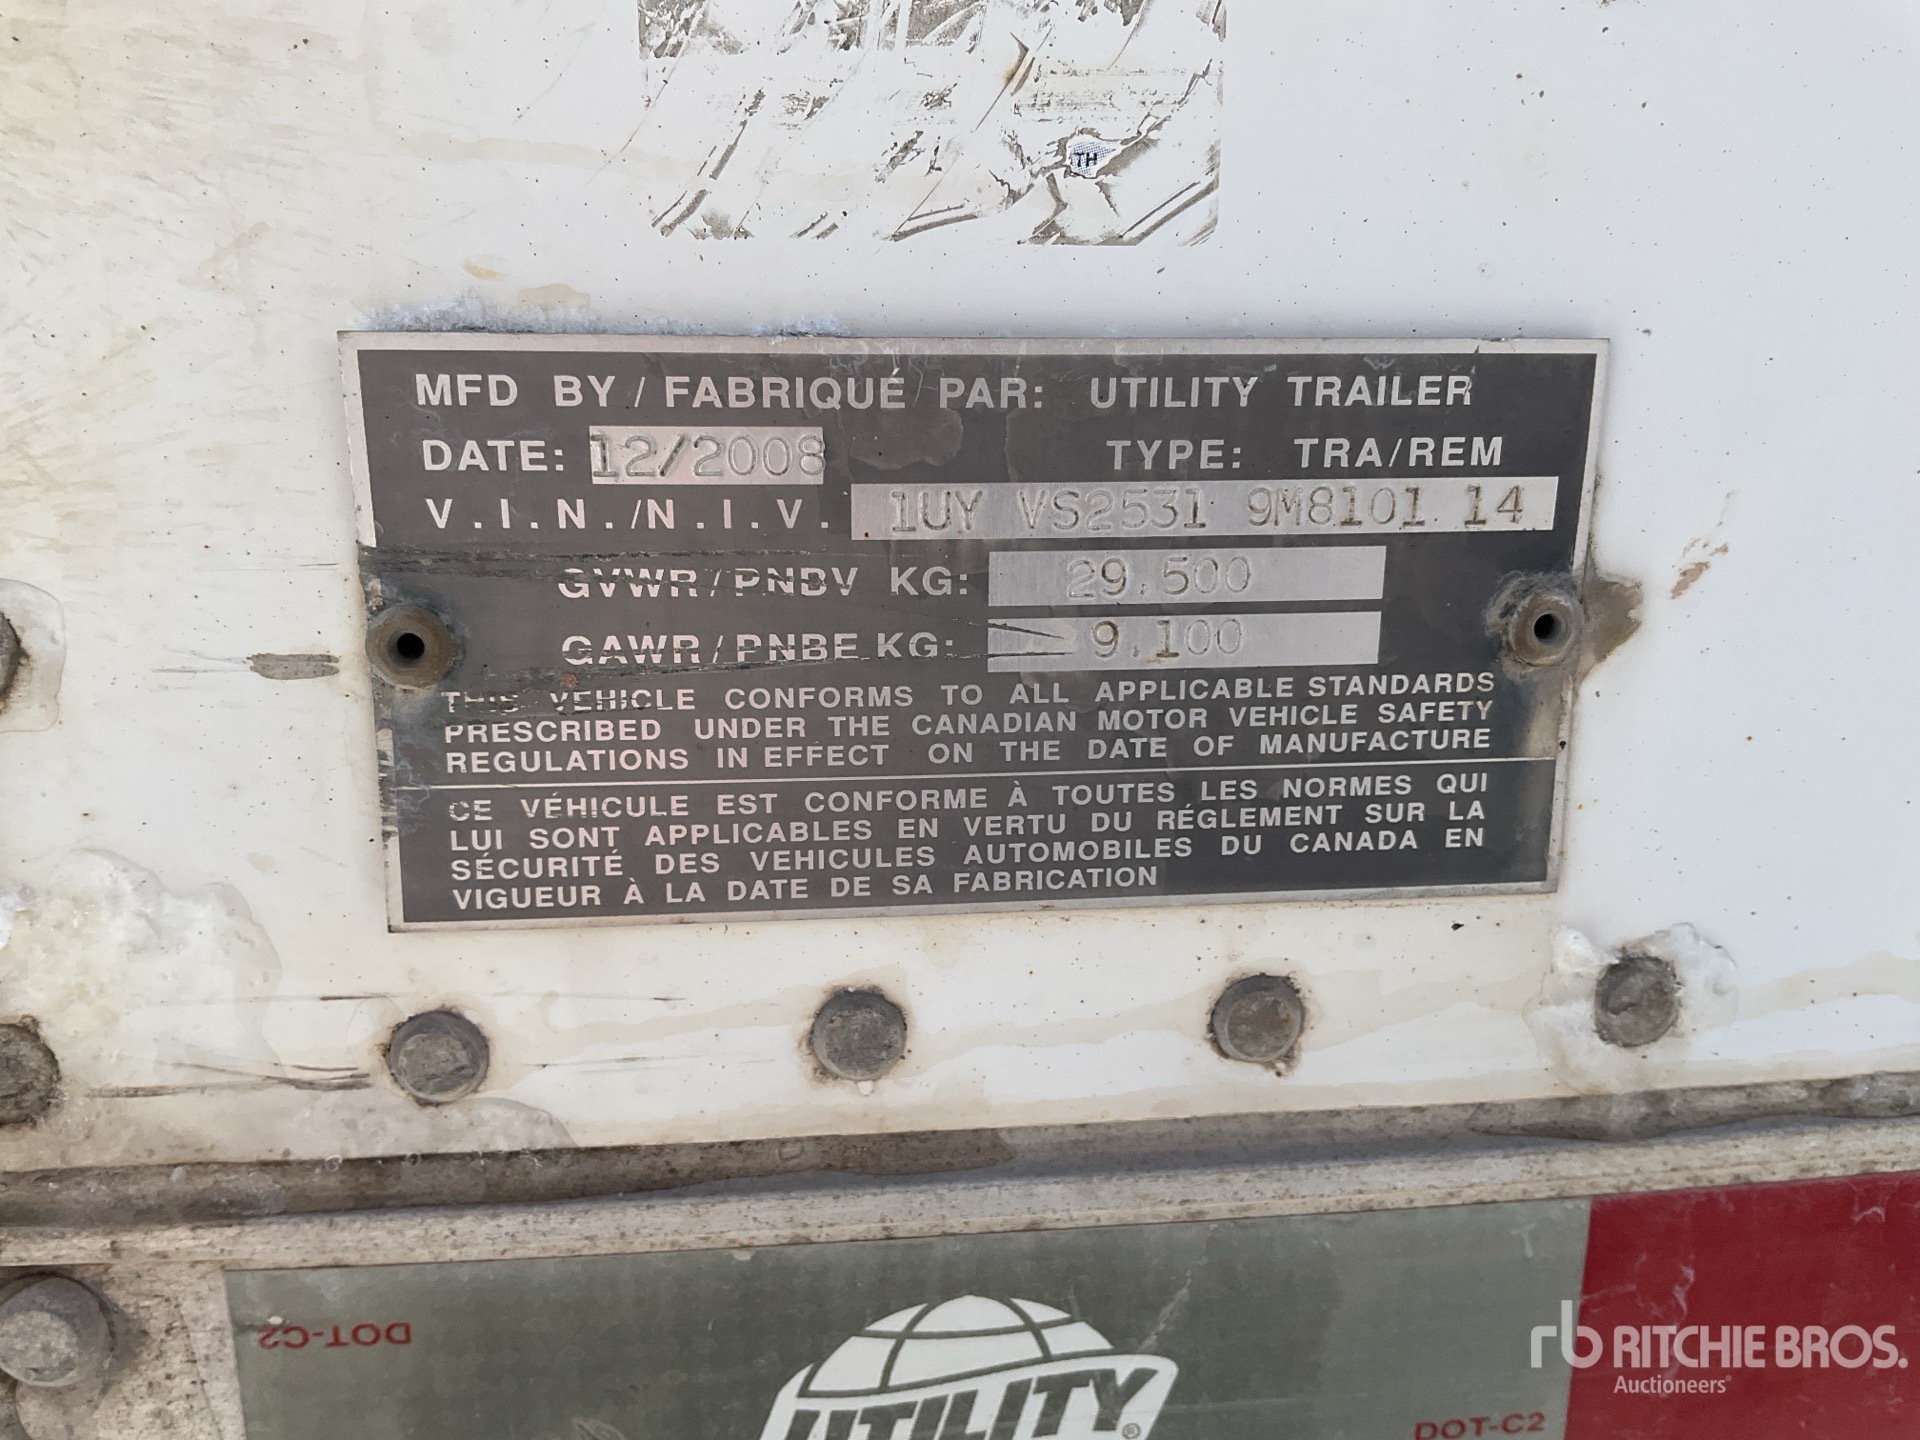 TH
MFD BY / FABRIQUÉ PAR: UTILITY TRAILER
DATE: 12/2008 TYPE: TRA/REM
V.I.N./N.I.V. 1UY VS2531 9M8101 14
GVWR/PNBV KG: 29,500
GAWR/PNBE KG: 9,100
THIS VEHICLE CONFORMS TO ALL APPLICABLE STANDARDS
PRESCRIBED UNDER THE CANADIAN MOTOR VEHICLE SAFETY
REGULATIONS IN EFFECT ON THE DATE OF MANUFACTURE
CE VÉHICULE EST CONFORME À TOUTES LES NORMES QUI
LUI SONT APPLICABLES EN VERTU DU RÉGLEMENT SUR LA
SÉCURITÉ DES VEHICULES AUTOMOBILES DU CANADA EN
VIGUEUR À LA DATE DE SA FABRICATION
DOT-C2
UTILITY®
DOT-C2
rb RITCHIE BROS.
Auctioneers